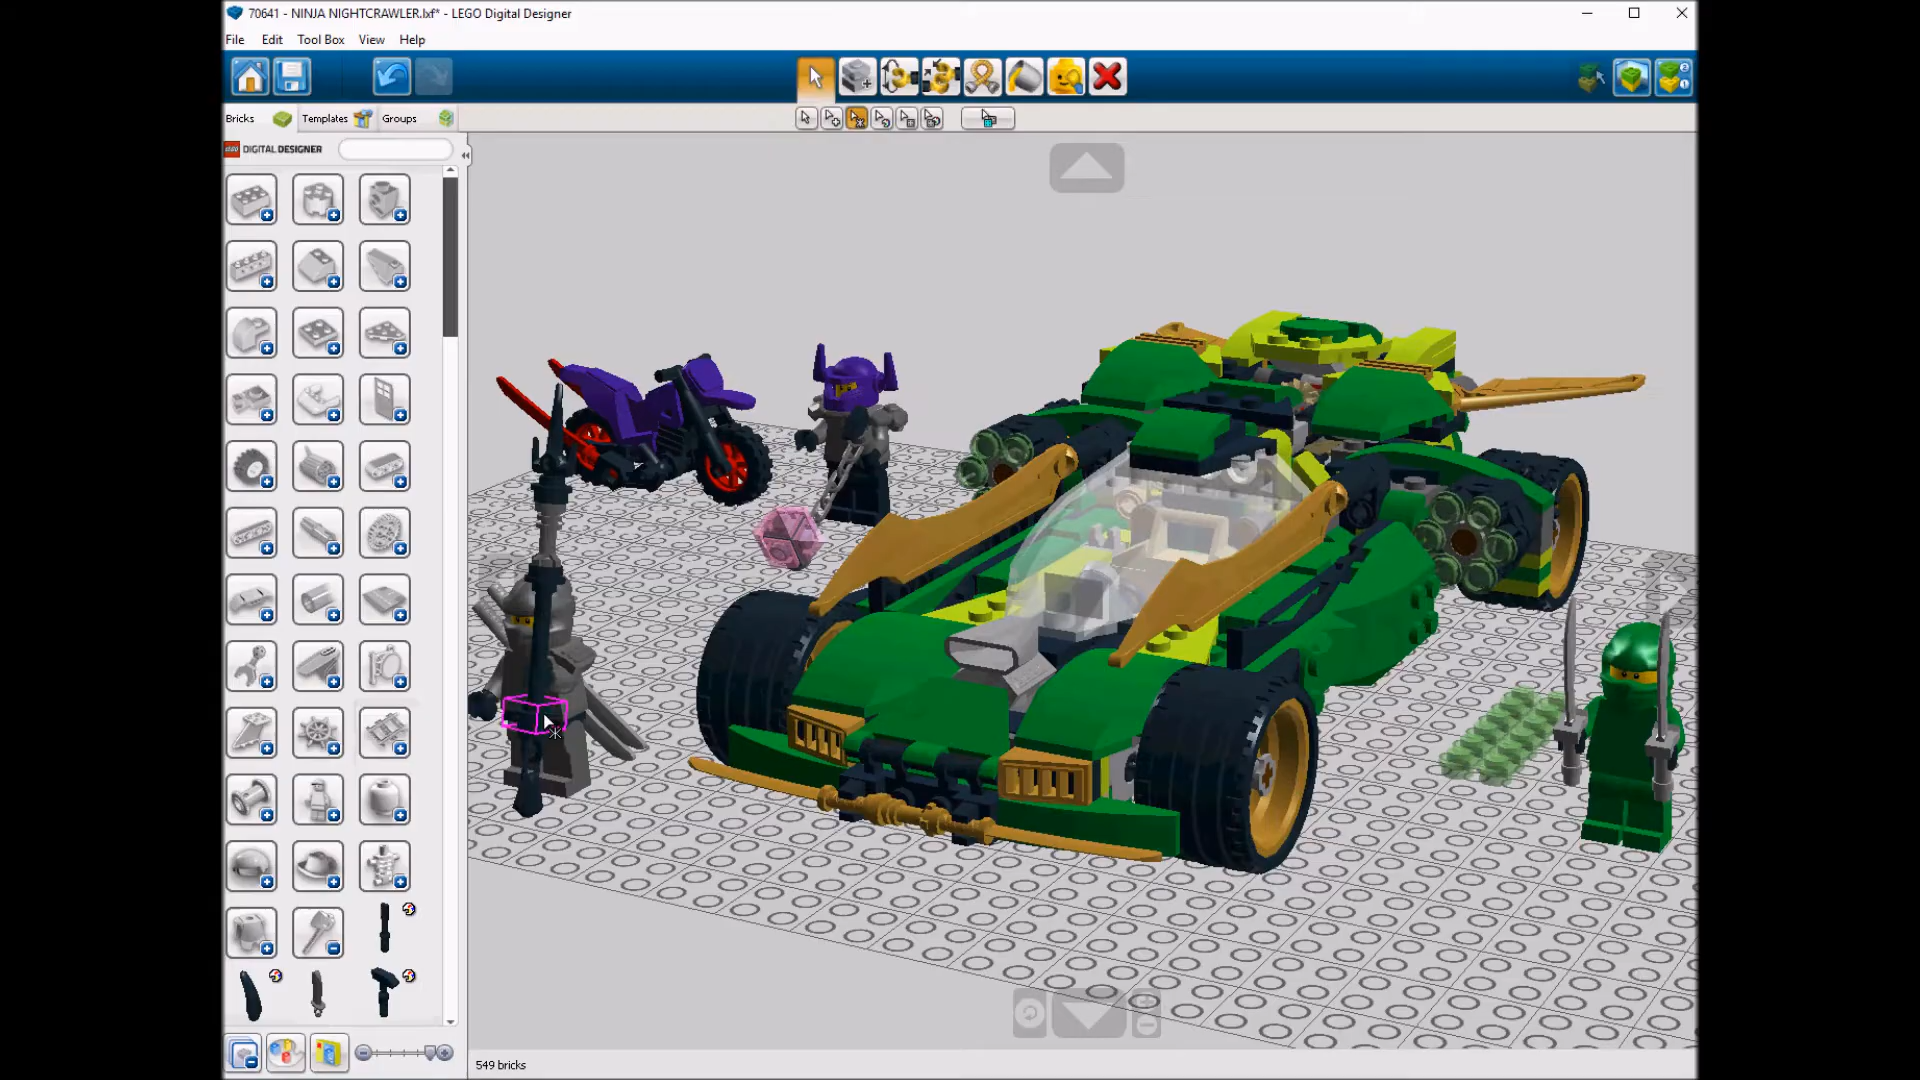 70641 - NINJA NIGHTCRAWLER.lxf* - LEGO Digital Designer
File Edit Tool Box View Help
Bricks Templates Groups
LEGO DIGITAL DESIGNER
549 bricks